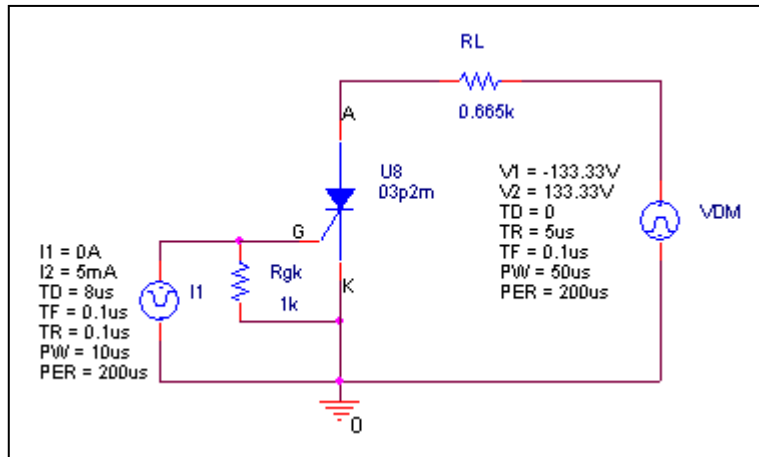 RL
0.665k
A
U8
03p2m
V1 = -133.33V
V2 = 133.33V
TD = 0
TR = 5us
TF = 0.1us
PW = 50us
PER = 200us
VDM
G
I1 = 0A
I2 = 5mA
TD = 8us
TF = 0.1us
TR = 0.1us
PW = 10us
PER = 200us
I1
Rgk
1k
K
0